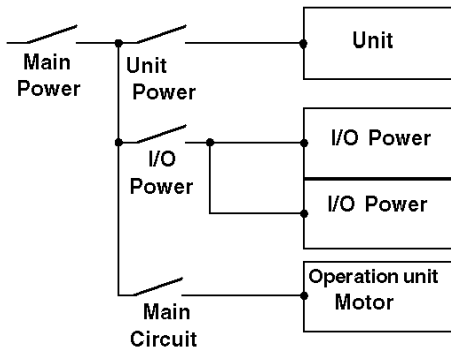 Main
Power
Unit
Power
Unit
I/O
Power
I/O Power
I/O Power
Main
Circuit
Operation unit
Motor